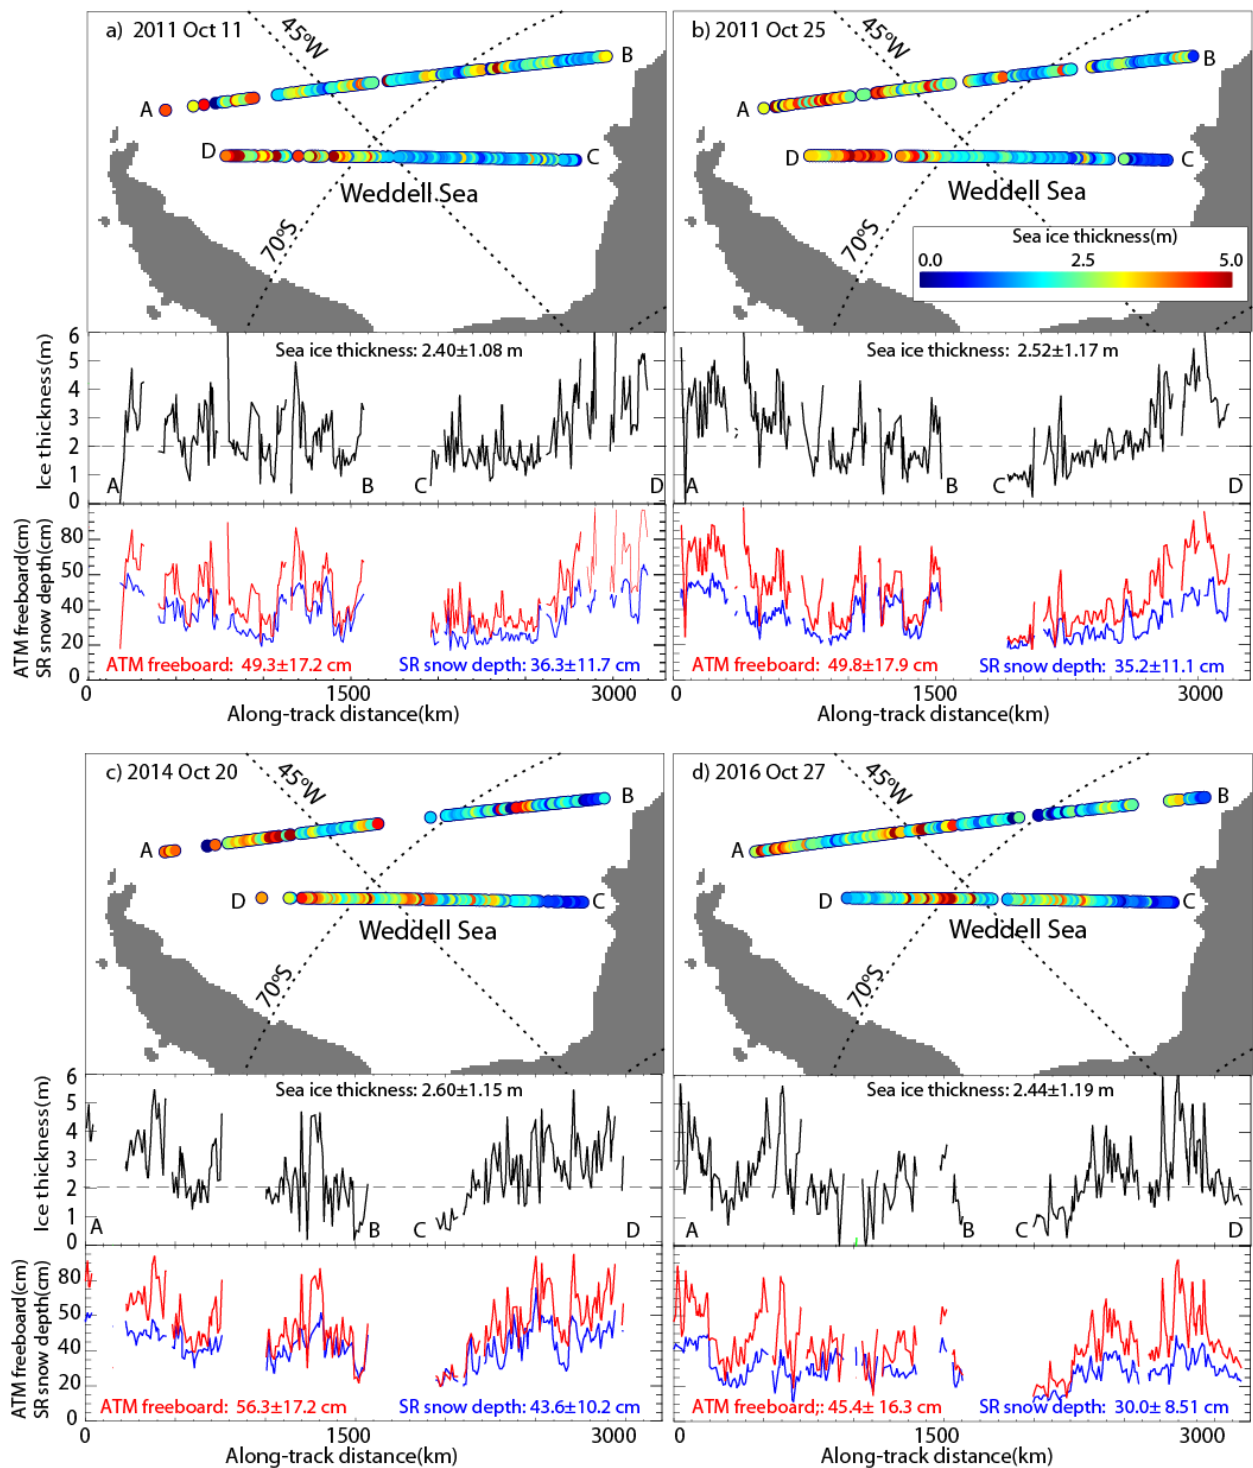 a) 2011 Oct 11
45ºW
A
B
D
C
Weddell Sea
70ºS
b) 2011 Oct 25
45ºW
A
B
D
C
Weddell Sea
70ºS
Sea ice thickness(m)
0.0 2.5 5.0
Ice thickness(m)
6
5
4
3
2
1
0
Sea ice thickness: 2.40±1.08 m
A B C D
Sea ice thickness: 2.52±1.17 m
A B C D
ATM freeboard(cm)
SR snow depth(cm)
80
50
40
20
0
ATM freeboard: 49.3±17.2 cm
SR snow depth: 36.3±11.7 cm
ATM freeboard: 49.8±17.9 cm
SR snow depth: 35.2±11.1 cm
0 1500 3000
Along-track distance(km)
0 1500 3000
Along-track distance(km)
c) 2014 Oct 20
45ºW
A
B
D
C
Weddell Sea
70ºS
d) 2016 Oct 27
45ºW
A
B
D
C
Weddell Sea
70ºS
Ice thickness(m)
6
5
4
3
2
1
0
Sea ice thickness: 2.60±1.15 m
A B C D
Sea ice thickness: 2.44±1.19 m
A B C D
ATM freeboard(cm)
SR snow depth(cm)
80
50
40
20
0
ATM freeboard: 56.3±17.2 cm
SR snow depth: 43.6±10.2 cm
ATM freeboard;: 45.4± 16.3 cm
SR snow depth: 30.0± 8.51 cm
0 1500 3000
Along-track distance(km)
1500 3000
Along-track distance(km)